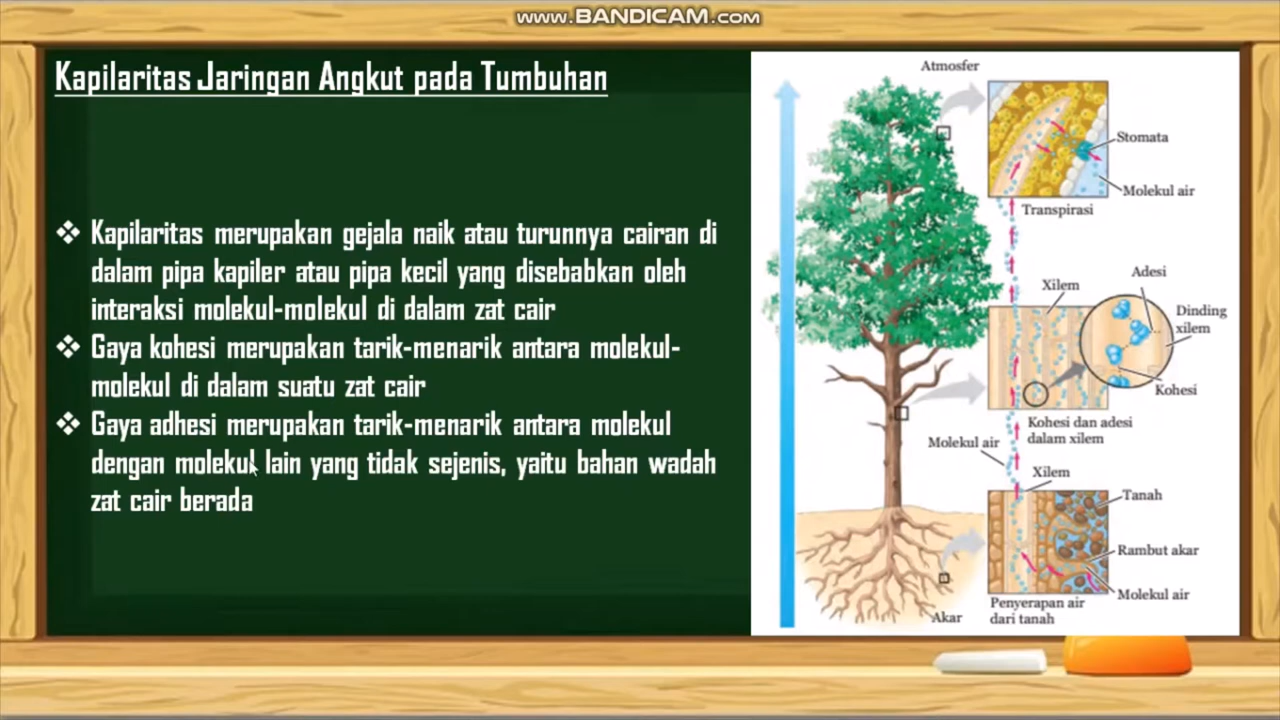 www.BANDICAM.com
Kapilaritas Jaringan Angkut pada Tumbuhan
❖ Kapilaritas merupakan gejala naik atau turunnya cairan di
dalam pipa kapiler atau pipa kecil yang disebabkan oleh
interaksi molekul-molekul di dalam zat cair
❖ Gaya kohesi merupakan tarik-menarik antara molekul-
molekul di dalam suatu zat cair
❖ Gaya adhesi merupakan tarik-menarik antara molekul
dengan molekul lain yang tidak sejenis, yaitu bahan wadah
zat cair berada
Atmosfer
Stomata
Molekul air
Transpirasi
Adesi
Xilem
Dinding
xilem
Kohesi
Kohesi dan adesi
dalam xilem
Molekul air
Xilem
Tanah
Rambut akar
Molekul air
Penyerapan air
dari tanah
Akar